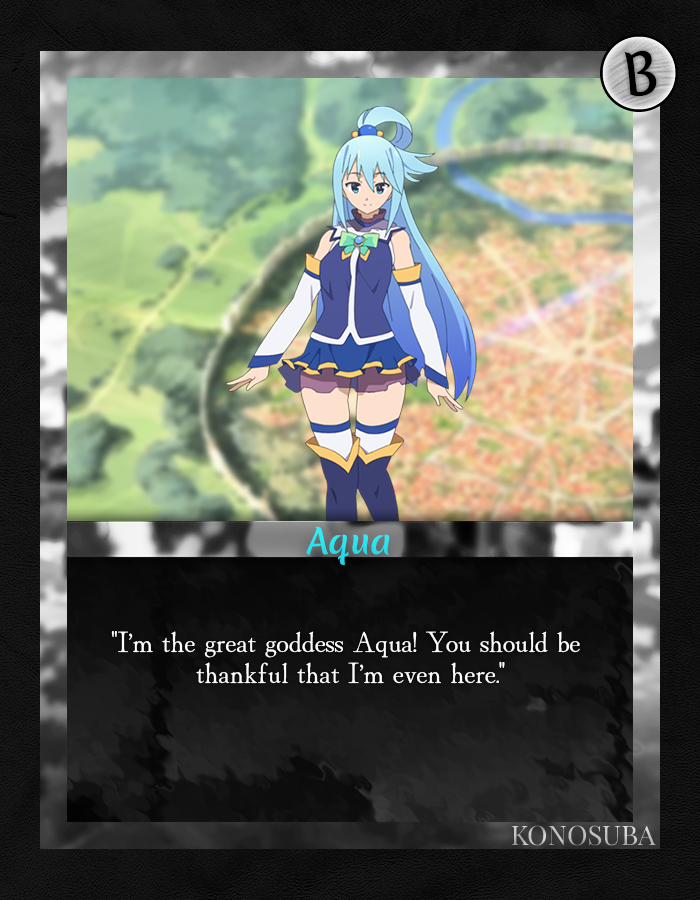 B
Aqua
"I'm the great goddess Aqua! You should be
thankful that I'm even here."
KONOSUBA